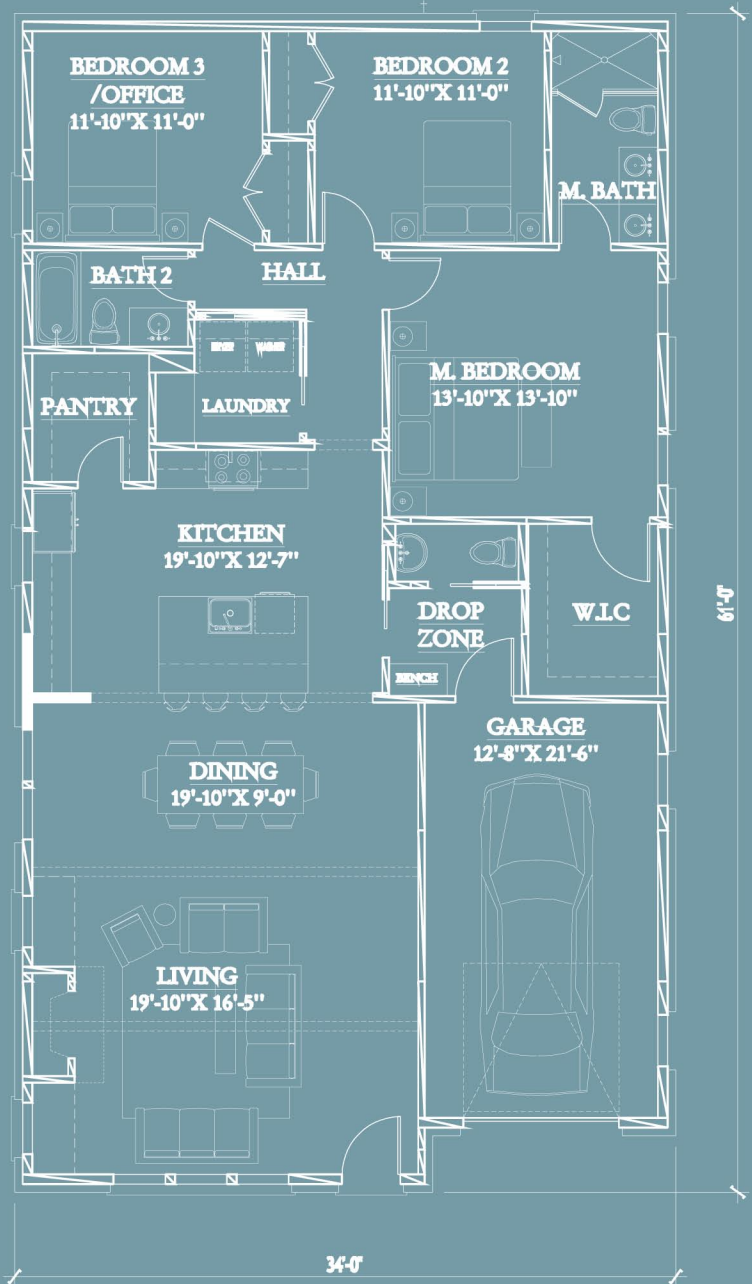 BEDROOM 3
/OFFICE
11'-10"X 11'-0"
BEDROOM 2
11'-10"X 11'-0"
M. BATH
BATH 2
HALL
DRYER
WASHER
LAUNDRY
PANTRY
M. BEDROOM
13'-10"X 13'-10"
KITCHEN
19'-10"X 12'-7"
DROP
ZONE
BENCH
W.I.C
61'-0"
GARAGE
12'-8"X 21'-6"
DINING
19'-10"X 9'-0"
LIVING
19'-10"X 16'-5"
34'-0"